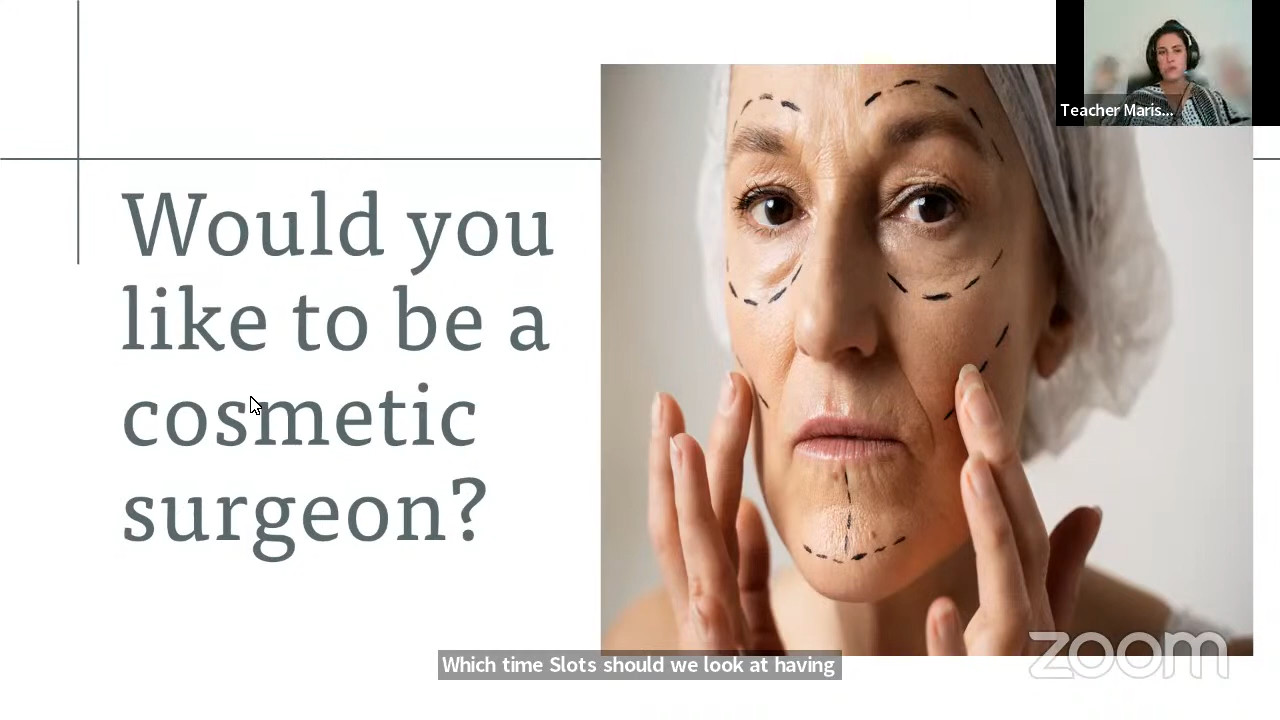 Would you
like to be a
cosmetic
surgeon?
Teacher Maris...
Which time Slots should we look at having
zoom